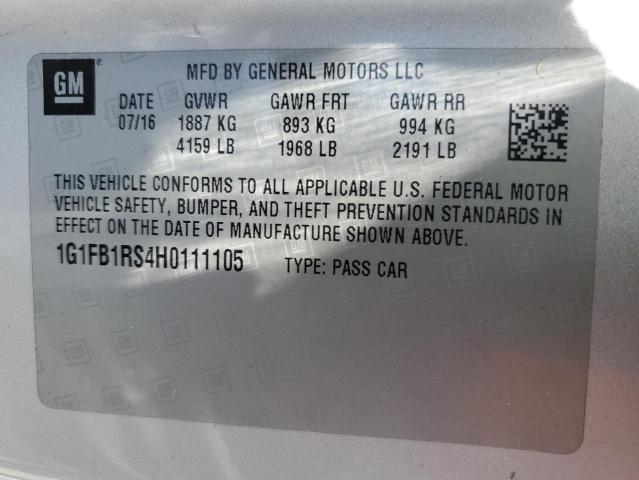 GM ®
MFD BY GENERAL MOTORS LLC
DATE GVWR GAWR FRT GAWR RR
07/16 1887 KG 893 KG 994 KG
4159 LB 1968 LB 2191 LB
THIS VEHICLE CONFORMS TO ALL APPLICABLE U.S. FEDERAL MOTOR
VEHICLE SAFETY, BUMPER, AND THEFT PREVENTION STANDARDS IN
EFFECT ON THE DATE OF MANUFACTURE SHOWN ABOVE.
1G1FB1RS4H0111105 TYPE: PASS CAR